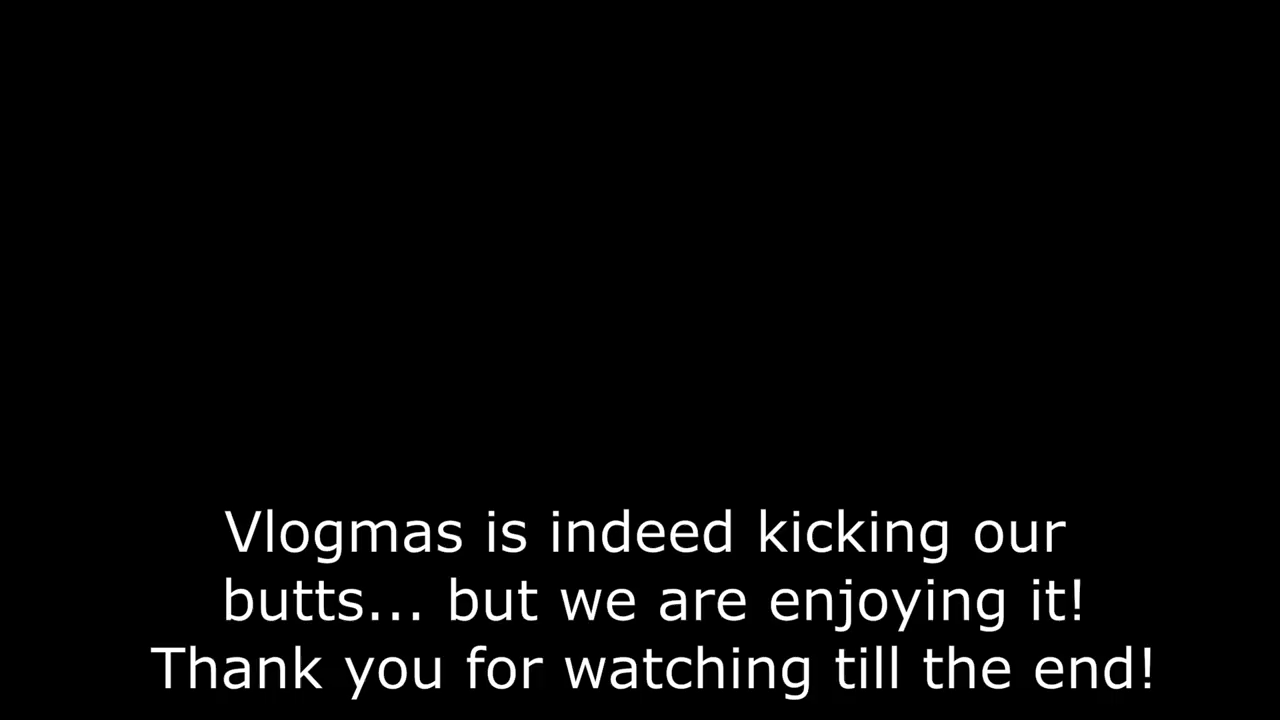 Vlogmas is indeed kicking our
butts... but we are enjoying it!
Thank you for watching till the end!